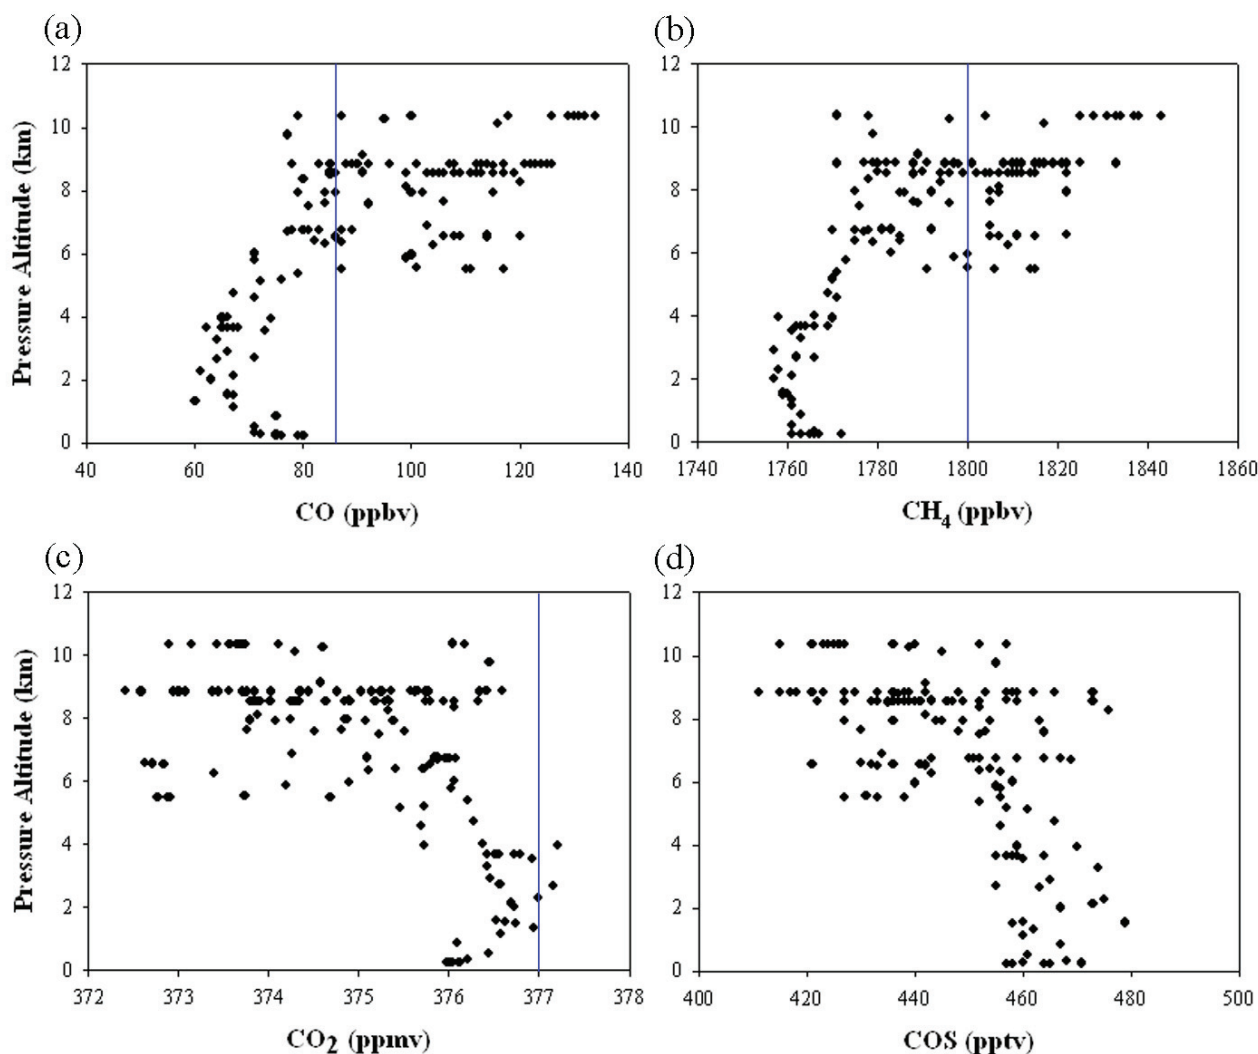 (a)
12
10
8
6
4
2
0
Pressure Altitude (km)
40 60 80 100 120 140
CO (ppbv)
(b)
12
10
8
6
4
2
0
1740 1760 1780 1800 1820 1840 1860
CH₄ (ppbv)
(c)
12
10
8
6
4
2
0
Pressure Altitude (km)
372 373 374 375 376 377 378
CO₂ (ppmv)
(d)
12
10
8
6
4
2
0
400 420 440 460 480 500
COS (pptv)